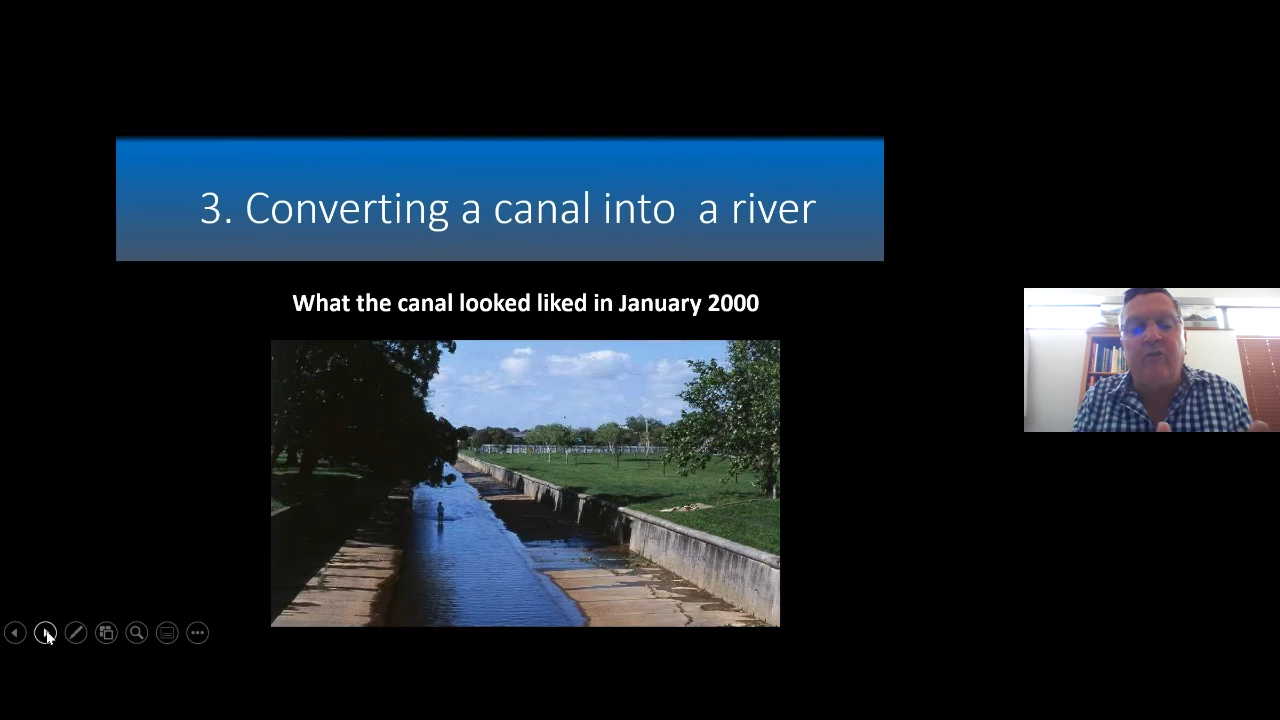 3. Converting a canal into  a river
What the canal looked liked in January 2000